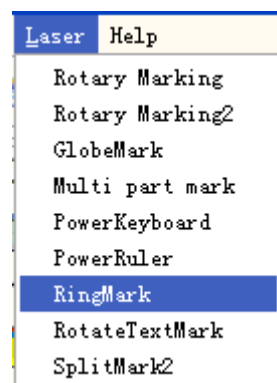 Laser Help
Rotary Marking
Rotary Marking2
GlobeMark
Multi part mark
PowerKeyboard
PowerRuler
RingMark
RotateTextMark
SplitMark2